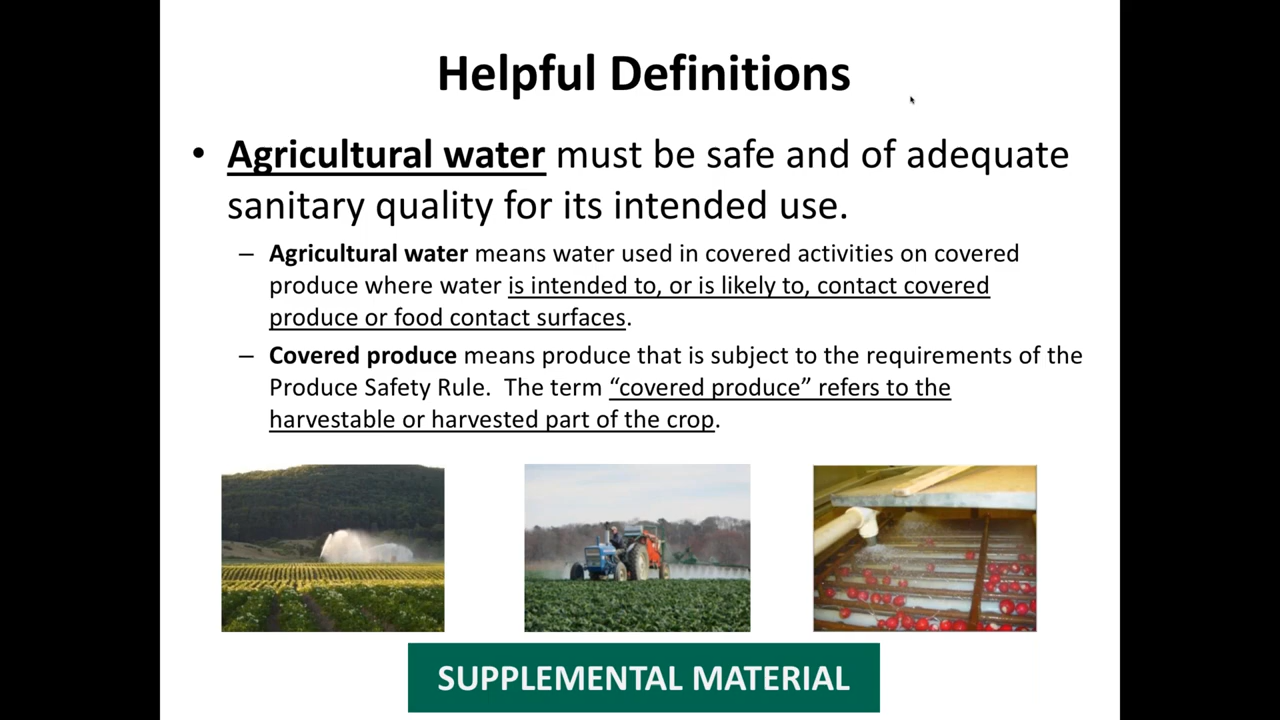 Helpful Definitions
• Agricultural water must be safe and of adequate
sanitary quality for its intended use.
– Agricultural water means water used in covered activities on covered
produce where water is intended to, or is likely to, contact covered
produce or food contact surfaces.
– Covered produce means produce that is subject to the requirements of the
Produce Safety Rule.  The term “covered produce” refers to the
harvestable or harvested part of the crop.
SUPPLEMENTAL MATERIAL